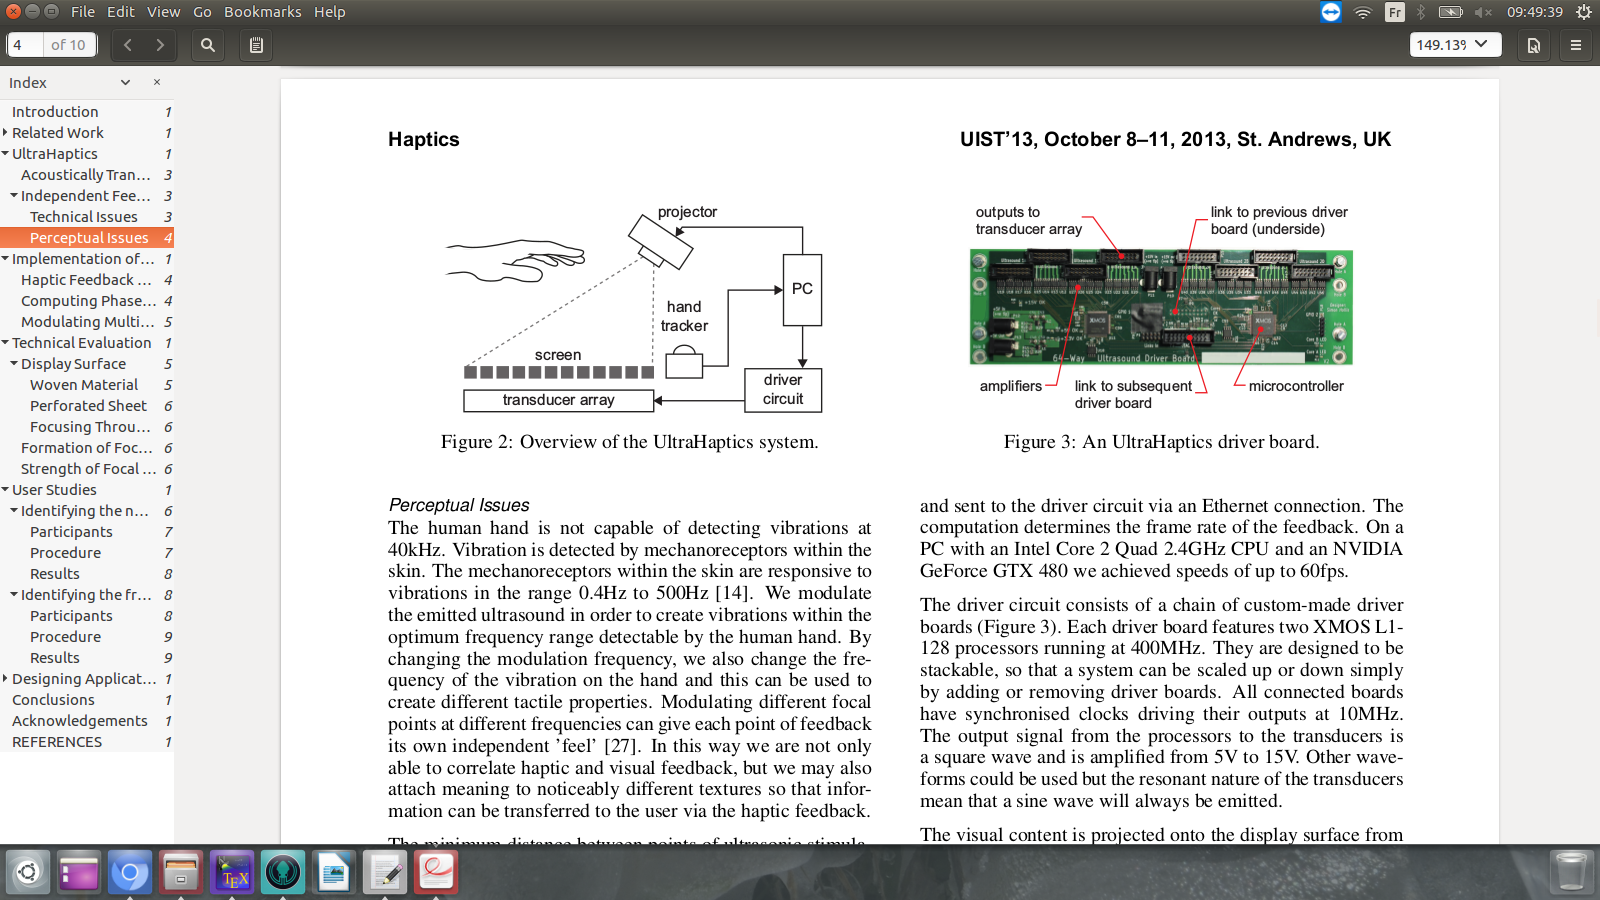 File Edit View Go Bookmarks Help
Fr
09:49:39
4 of 10
149.13%
Index
Introduction 1
Related Work 1
UltraHaptics 1
Acoustically Tran... 3
Independent Fee... 3
Technical Issues 3
Perceptual Issues 4
Implementation of... 1
Haptic Feedback ... 4
Computing Phase... 4
Modulating Multi... 5
Technical Evaluation 1
Display Surface 5
Woven Material 5
Perforated Sheet 6
Focusing Throu... 6
Formation of Foc... 6
Strength of Focal ... 6
User Studies 1
Identifying the n... 6
Participants 7
Procedure 7
Results 8
Identifying the fr... 8
Participants 8
Procedure 9
Results 9
Designing Applicat... 1
Conclusions 1
Acknowledgements 1
REFERENCES 1
Haptics
UIST'13, October 8–11, 2013, St. Andrews, UK
projector
PC
hand
tracker
screen
driver
circuit
transducer array
Figure 2: Overview of the UltraHaptics system.
outputs to
transducer array
link to previous driver
board (underside)
XMOS
64-Way Ultrasound Driver Board
amplifiers
link to subsequent
driver board
microcontroller
Figure 3: An UltraHaptics driver board.
Perceptual Issues
The human hand is not capable of detecting vibrations at
40kHz. Vibration is detected by mechanoreceptors within the
skin. The mechanoreceptors within the skin are responsive to
vibrations in the range 0.4Hz to 500Hz [14]. We modulate
the emitted ultrasound in order to create vibrations within the
optimum frequency range detectable by the human hand. By
changing the modulation frequency, we also change the fre-
quency of the vibration on the hand and this can be used to
create different tactile properties. Modulating different focal
points at different frequencies can give each point of feedback
its own independent 'feel' [27]. In this way we are not only
able to correlate haptic and visual feedback, but we may also
attach meaning to noticeably different textures so that infor-
mation can be transferred to the user via the haptic feedback.
The minimum distance between points of ultrasonic stimula-
and sent to the driver circuit via an Ethernet connection. The
computation determines the frame rate of the feedback. On a
PC with an Intel Core 2 Quad 2.4GHz CPU and an NVIDIA
GeForce GTX 480 we achieved speeds of up to 60fps.
The driver circuit consists of a chain of custom-made driver
boards (Figure 3). Each driver board features two XMOS L1-
128 processors running at 400MHz. They are designed to be
stackable, so that a system can be scaled up or down simply
by adding or removing driver boards. All connected boards
have synchronised clocks driving their outputs at 10MHz.
The output signal from the processors to the transducers is
a square wave and is amplified from 5V to 15V. Other wave-
forms could be used but the resonant nature of the transducers
mean that a sine wave will always be emitted.
The visual content is projected onto the display surface from
TEX